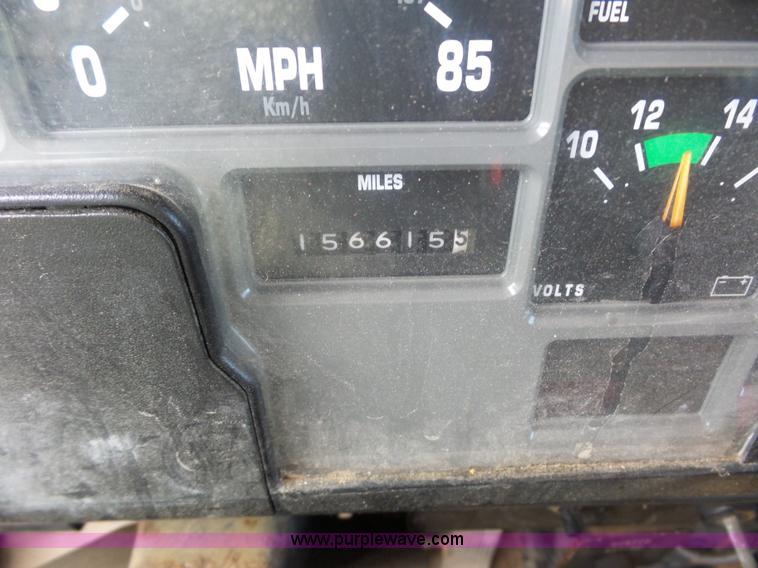 0
MPH
Km/h
85
FUEL
10 12 14
MILES
1566155
VOLTS
- +
www.purplewave.com